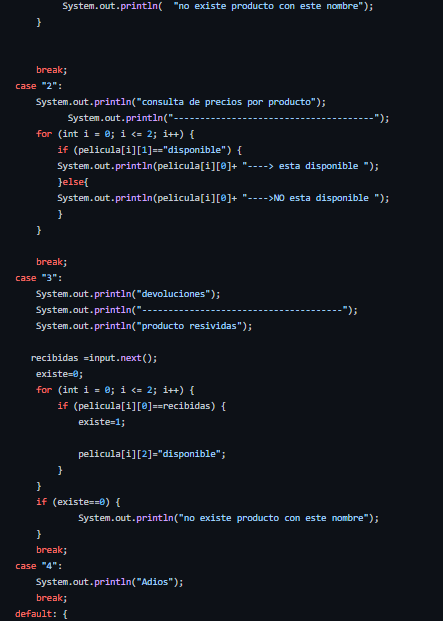 System.out.println(  "no existe producto con este nombre");
}
break;
case "2":
System.out.println("consulta de precios por producto");
System.out.println("--------------------------------------");
for (int i = 0; i <= 2; i++) {
if (pelicula[i][1]=="disponible") {
System.out.println(pelicula[i][0]+ "----> esta disponible ");
}else{
System.out.println(pelicula[i][0]+ "---->NO esta disponible ");
}
}
break;
case "3":
System.out.println("devoluciones");
System.out.println("--------------------------------------");
System.out.println("producto resividas");
recibidas =input.next();
existe=0;
for (int i = 0; i <= 2; i++) {
if (pelicula[i][0]==recibidas) {
existe=1;
pelicula[i][2]="disponible";
}
}
if (existe==0) {
System.out.println("no existe producto con este nombre");
}
break;
case "4":
System.out.println("Adios");
break;
default: {